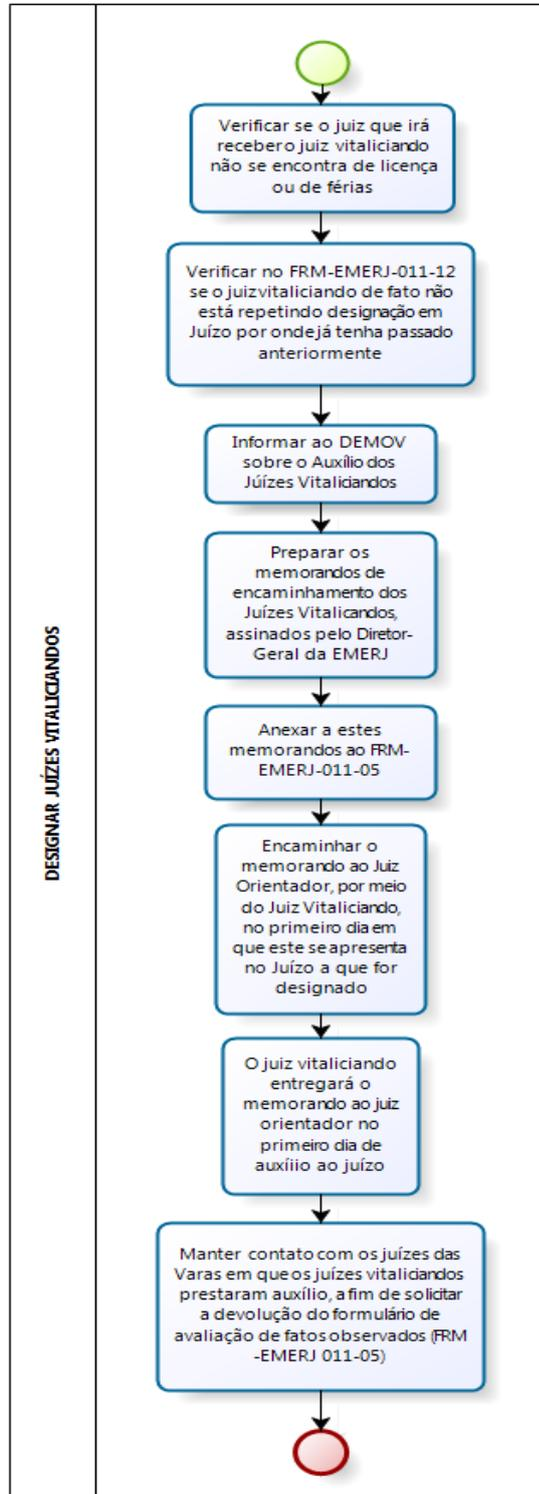 DESIGNAR JUÍZES VITALICIANDOS
Verificar se o juiz que irá
recebero juiz vitaliciando
não se encontra de licença
ou de férias
Verificar no FRM-EMERJ-011-12
se o juiz vitaliciando de fato não
está repetindo designação em
Juízo por onde já tenha passado
anteriormente
Informar ao DEMOV
sobre o Auxílio dos
Júízes Vitaliciandos
Preparar os
memorandos de
encaminhamento dos
Juízes Vitalicandos,
assinados pelo Diretor-
Geral da EMERJ
Anexar a estes
memorandos ao FRM-
EMERJ-011-05
Encaminhar o
memorando ao Juiz
Orientador, por meio
do Juiz Vitaliciando,
no primeiro dia em
que este se apresenta
no Juízo a que for
designado
O juiz vitaliciando
entregará o
memorando ao juiz
orientador no
primeiro dia de
auxíiio ao juízo
Manter contato com os juízes das
Varas em que os juízes vitaliciandos
prestaram auxílio, a fim de solicitar
a devolução do formulário de
avaliação de fatos observados (FRM
-EMERJ 011-05)